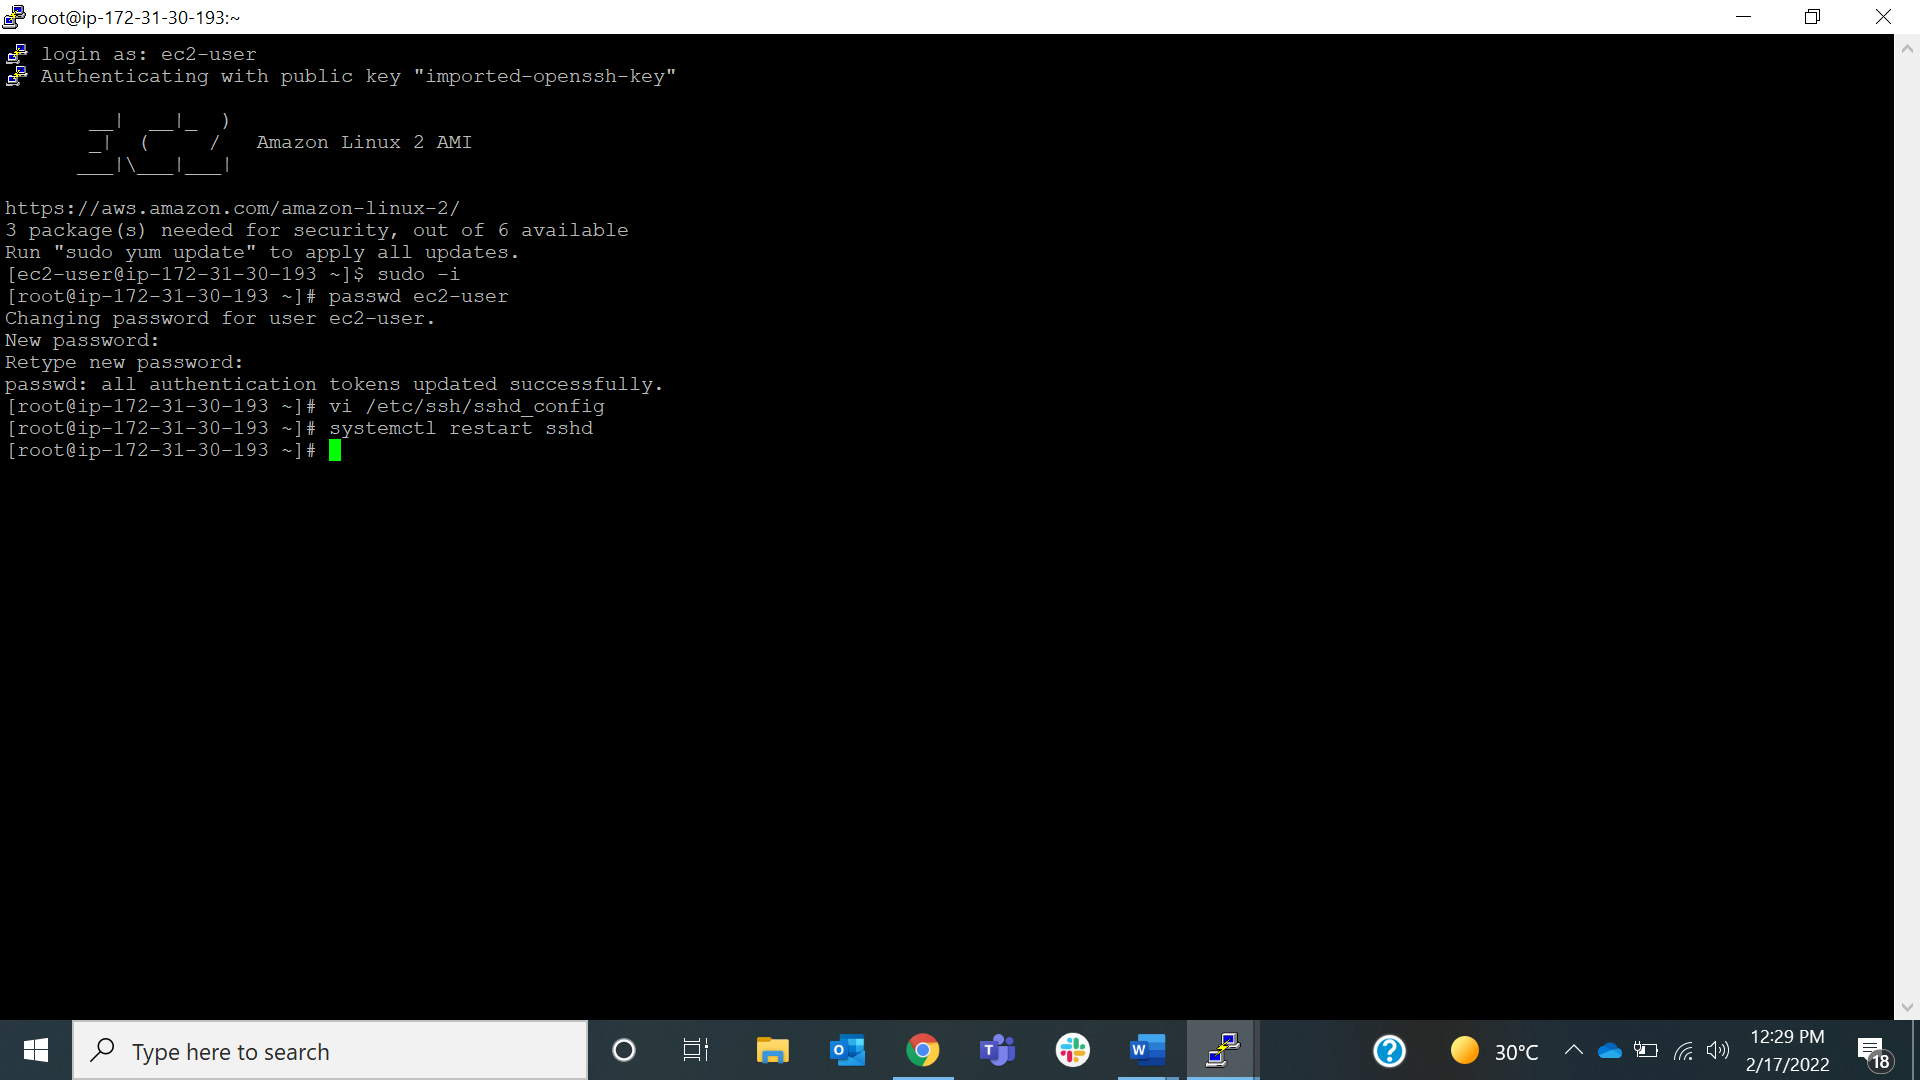 root@ip-172-31-30-193:~
login as: ec2-user
Authenticating with public key "imported-openssh-key"
       __|  __|_  )
       _|  (     /   Amazon Linux 2 AMI
      ___|\___|___|
https://aws.amazon.com/amazon-linux-2/
3 package(s) needed for security, out of 6 available
Run "sudo yum update" to apply all updates.
[ec2-user@ip-172-31-30-193 ~]$ sudo -i
[root@ip-172-31-30-193 ~]# passwd ec2-user
Changing password for user ec2-user.
New password:
Retype new password:
passwd: all authentication tokens updated successfully.
[root@ip-172-31-30-193 ~]# vi /etc/ssh/sshd_config
[root@ip-172-31-30-193 ~]# systemctl restart sshd
[root@ip-172-31-30-193 ~]#
Type here to search
30°C
12:29 PM
2/17/2022
18